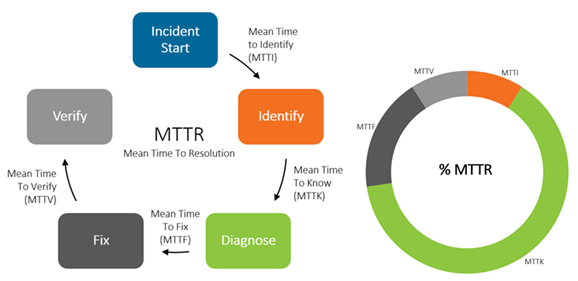 Incident
Start
Mean Time
to Identify
(MTTI)
Verify
Identify
MTTR
Mean Time To Resolution
Mean Time
To Verify
(MTTV)
Mean Time
To Know
(MTTK)
Mean Time
To Fix
(MTTF)
Fix
Diagnose
MTTV
MTTI
MTTF
% MTTR
MTTK